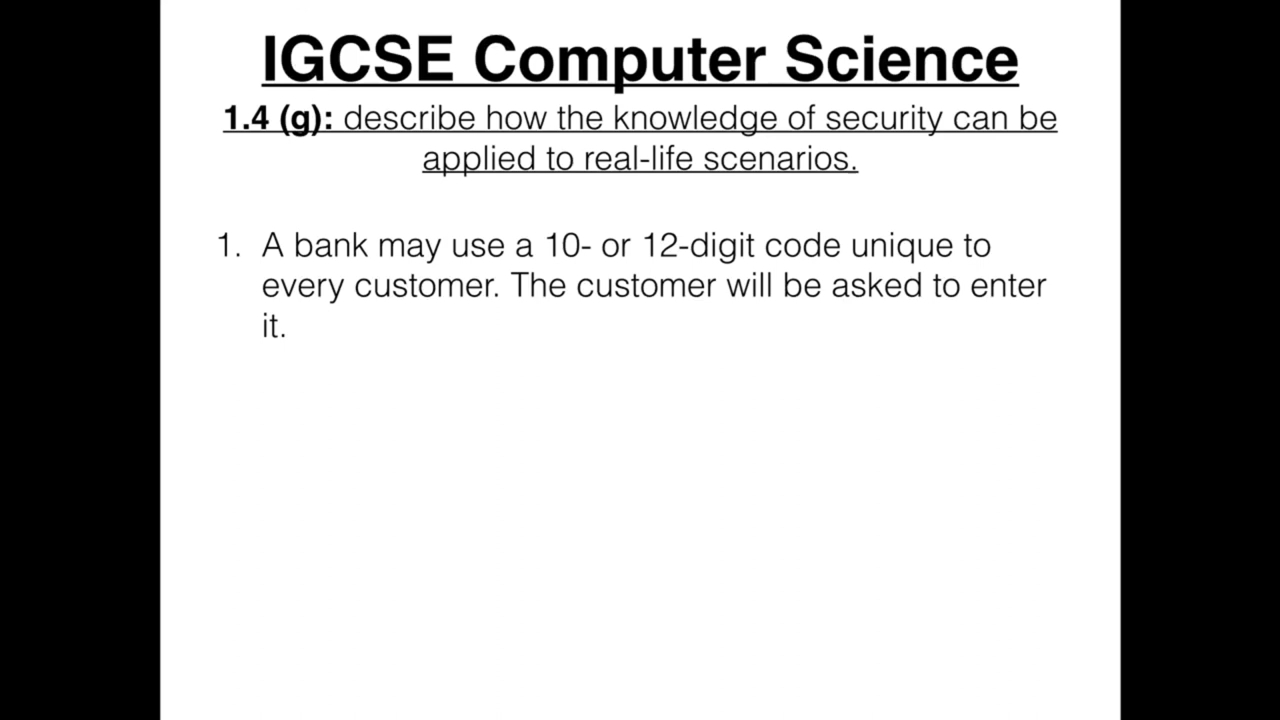 IGCSE Computer Science
1.4 (g): describe how the knowledge of security can be
applied to real-life scenarios.
1. A bank may use a 10- or 12-digit code unique to
every customer. The customer will be asked to enter
it.